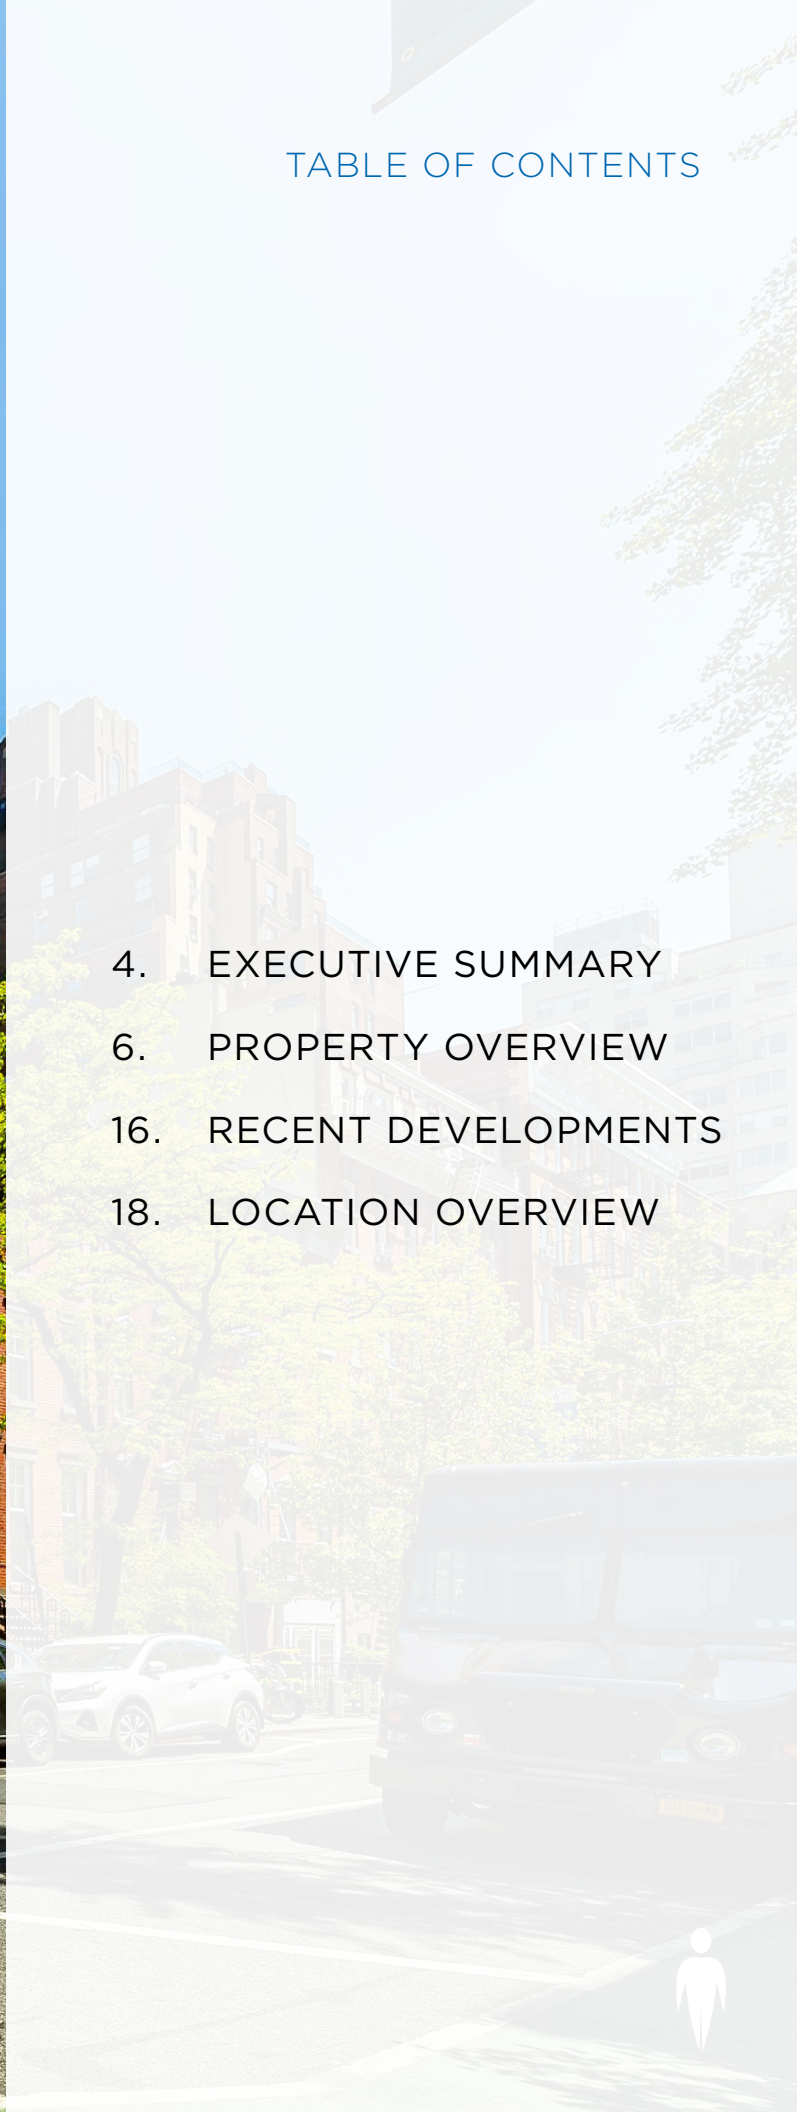 TABLE OF CONTENTS
4. EXECUTIVE SUMMARY
6. PROPERTY OVERVIEW
16. RECENT DEVELOPMENTS
18. LOCATION OVERVIEW